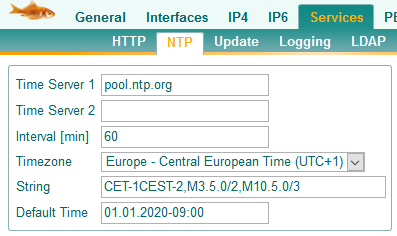 General Interfaces IP4 IP6 Services
HTTP NTP Update Logging LDAP
Time Server 1 pool.ntp.org
Time Server 2
Interval [min] 60
Timezone Europe - Central European Time (UTC+1)
String CET-1CEST-2,M3.5.0/2,M10.5.0/3
Default Time 01.01.2020-09:00